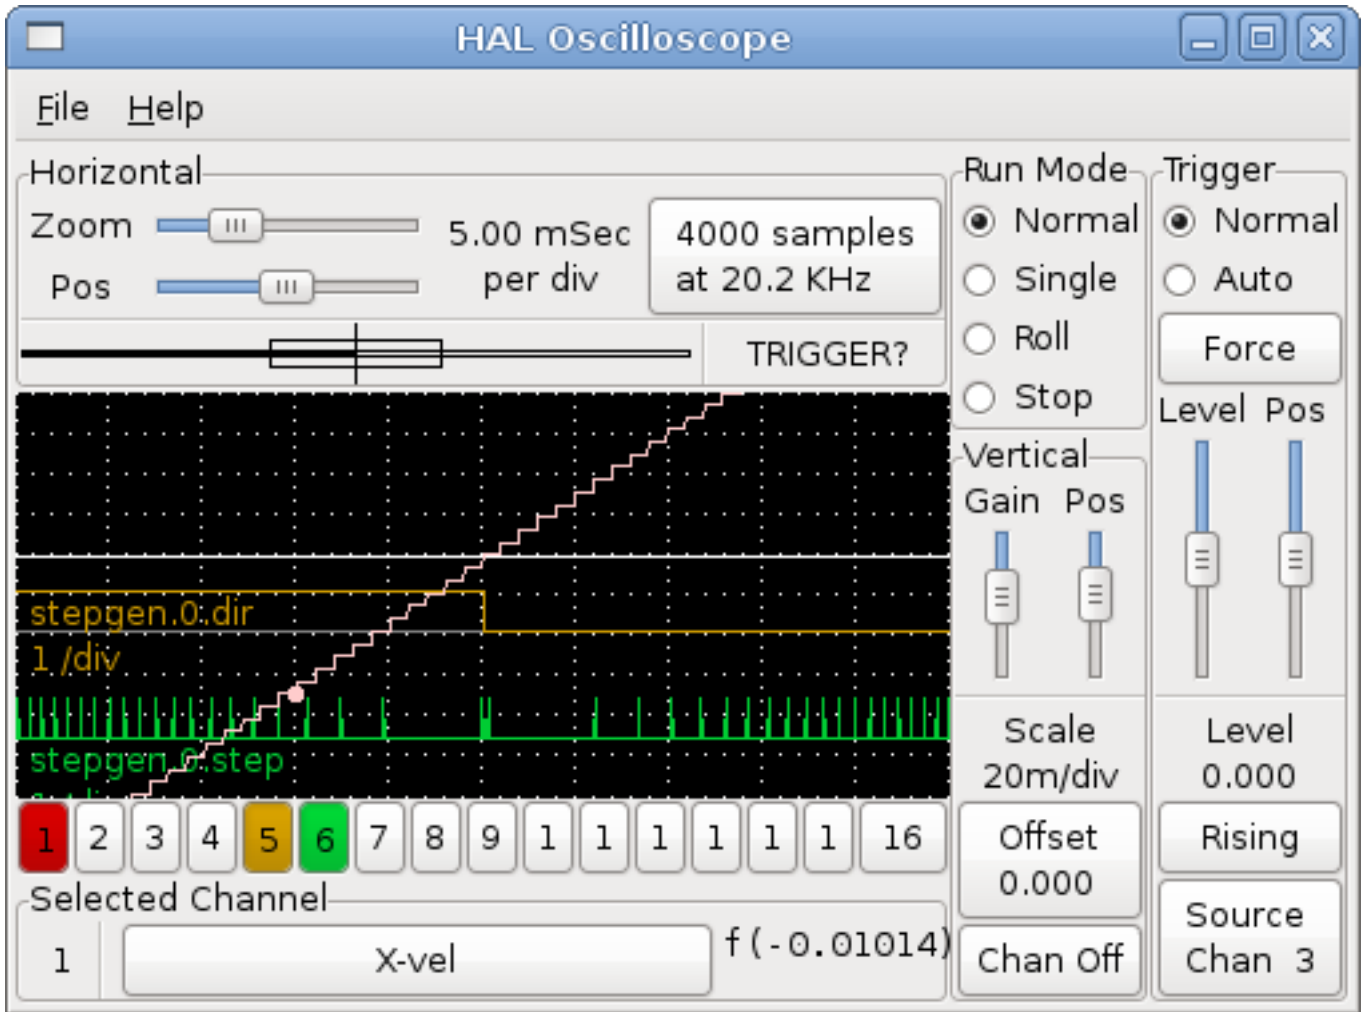 HAL Oscilloscope
File Help
Horizontal
Zoom
Pos
5.00 mSec
per div
4000 samples
at 20.2 KHz
TRIGGER?
Run Mode
Normal
Single
Roll
Stop
Trigger
Normal
Auto
Force
Level Pos
Vertical
Gain Pos
stepgen.0.dir
1 /div
stepgen.0.step
Scale
20m/div
Offset
0.000
Chan Off
Level
0.000
Rising
Source
Chan 3
1 2 3 4 5 6 7 8 9 1 1 1 1 1 1 16
Selected Channel
1 X-vel f(-0.01014)